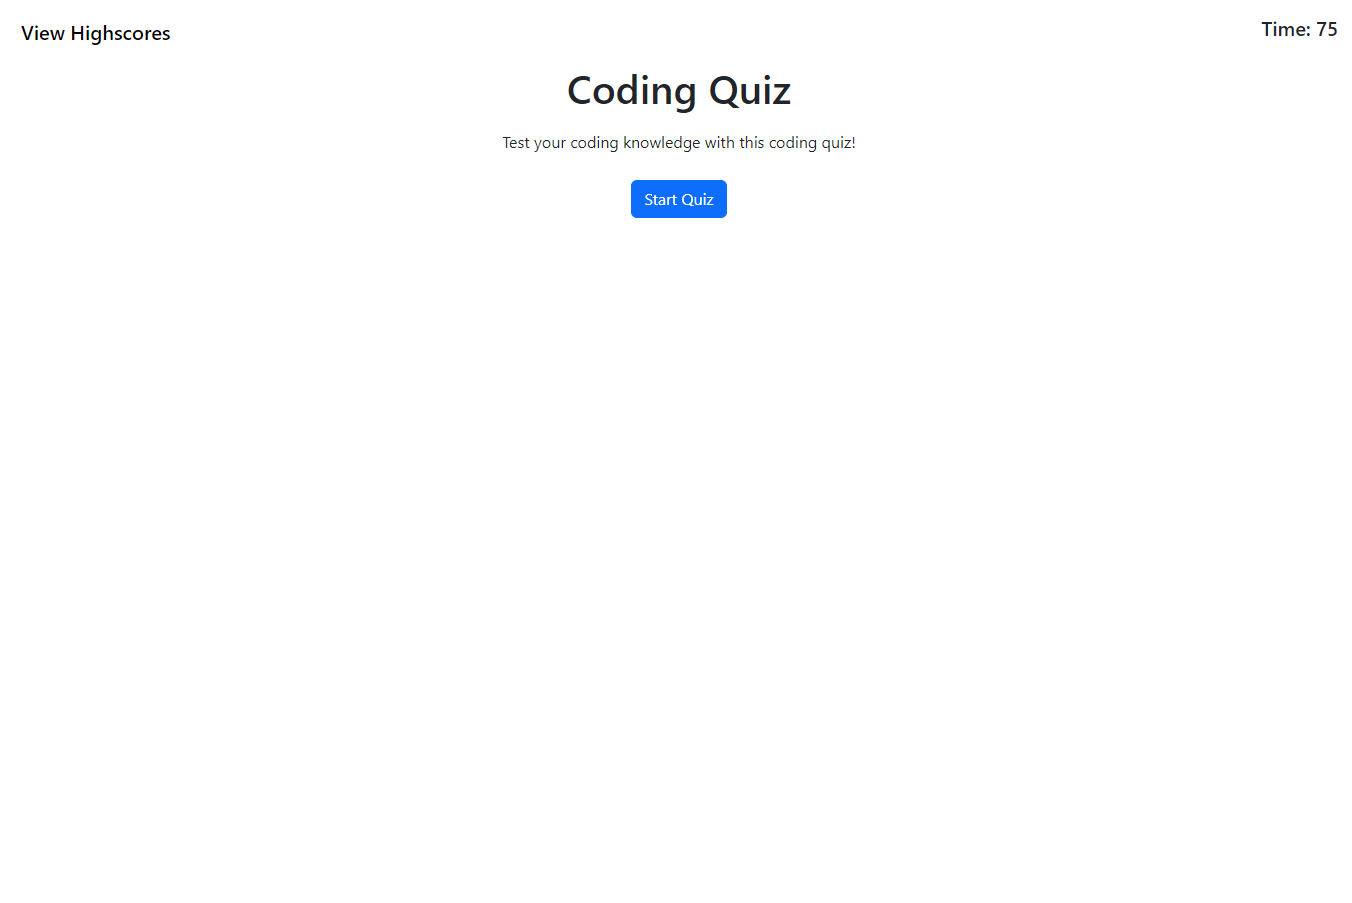 View Highscores
Time: 75
Coding Quiz
Test your coding knowledge with this coding quiz!
Start Quiz